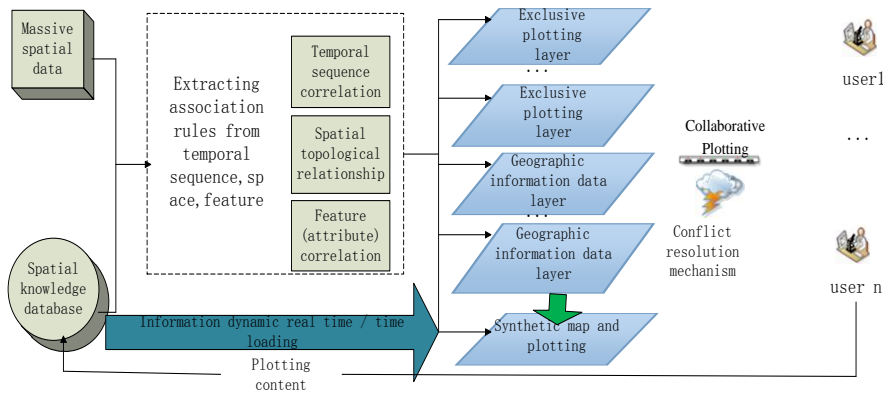 Massive
spatial
data
Extracting
association
rules from
temporal
sequence,sp
ace,feature
Temporal
sequence
correlation
Spatial
topological
relationship
Feature
(attribute)
correlation
Exclusive
plotting
layer
...
Exclusive
plotting
layer
Geographic
information data
layer
...
Geographic
information data
layer
Synthetic map and
plotting
Collaborative
Plotting
Conflict
resolution
mechanism
user1
...
user n
Spatial
knowledge
database
Information dynamic real time / time
loading
Plotting
content